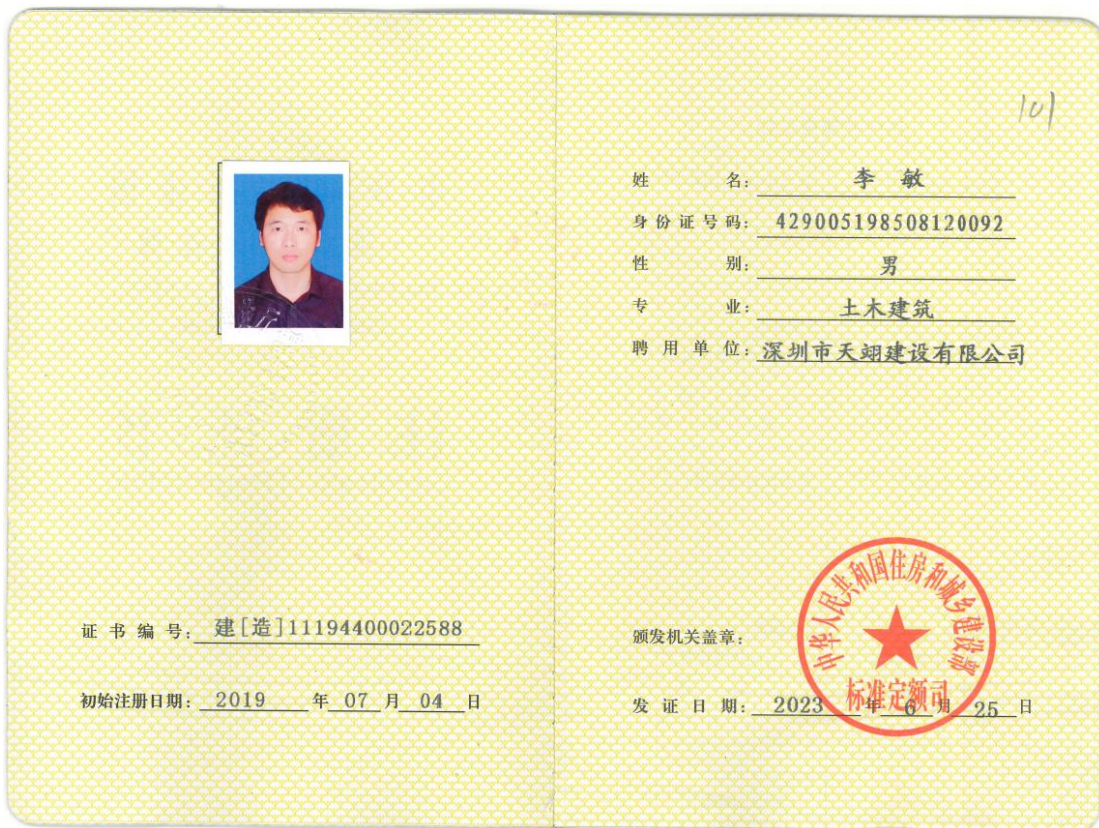 101
姓 名: 李 敏
身份证号码: 429005198508120092
性 别: 男
专 业: 土木建筑
聘用单位: 深圳市天翊建设有限公司
证书编号: 建[造]11194400022588
初始注册日期: 2019 年 07 月 04 日
颁发机关盖章:
中华人民共和国住房和城乡建设部
标准定额司
发证日期: 2023 年 6 月 25 日